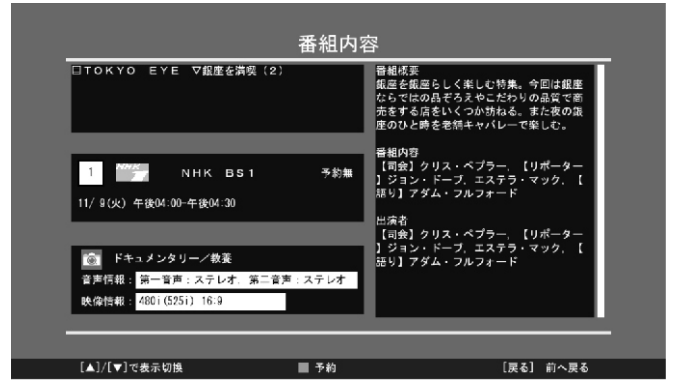 番組内容
□TOKYO EYE ▽銀座を満喫（2）
1 NHK NHK BS1 予約無
11/ 9(火) 午後04:00-午後04:30
ドキュメンタリー／教養
音声情報：第一音声：ステレオ、第二音声：ステレオ
映像情報：480i(525i) 16:9
番組概要
銀座を銀座らしく楽しむ特集。今回は銀座
ならではの品ぞろえやこだわりの品質で商
売をする店をいくつか訪ねる。また夜の銀
座のひと時を老舗キャバレーで楽しむ。
番組内容
【司会】クリス・ペプラー，【リポーター
】ジョン・ドーブ，エステラ・マック，【
語り】アダム・フルフォード
出演者
【司会】クリス・ペプラー，【リポーター
】ジョン・ドーブ，エステラ・マック，【
語り】アダム・フルフォード
[▲]/[▼]で表示切換 予約 [戻る] 前へ戻る